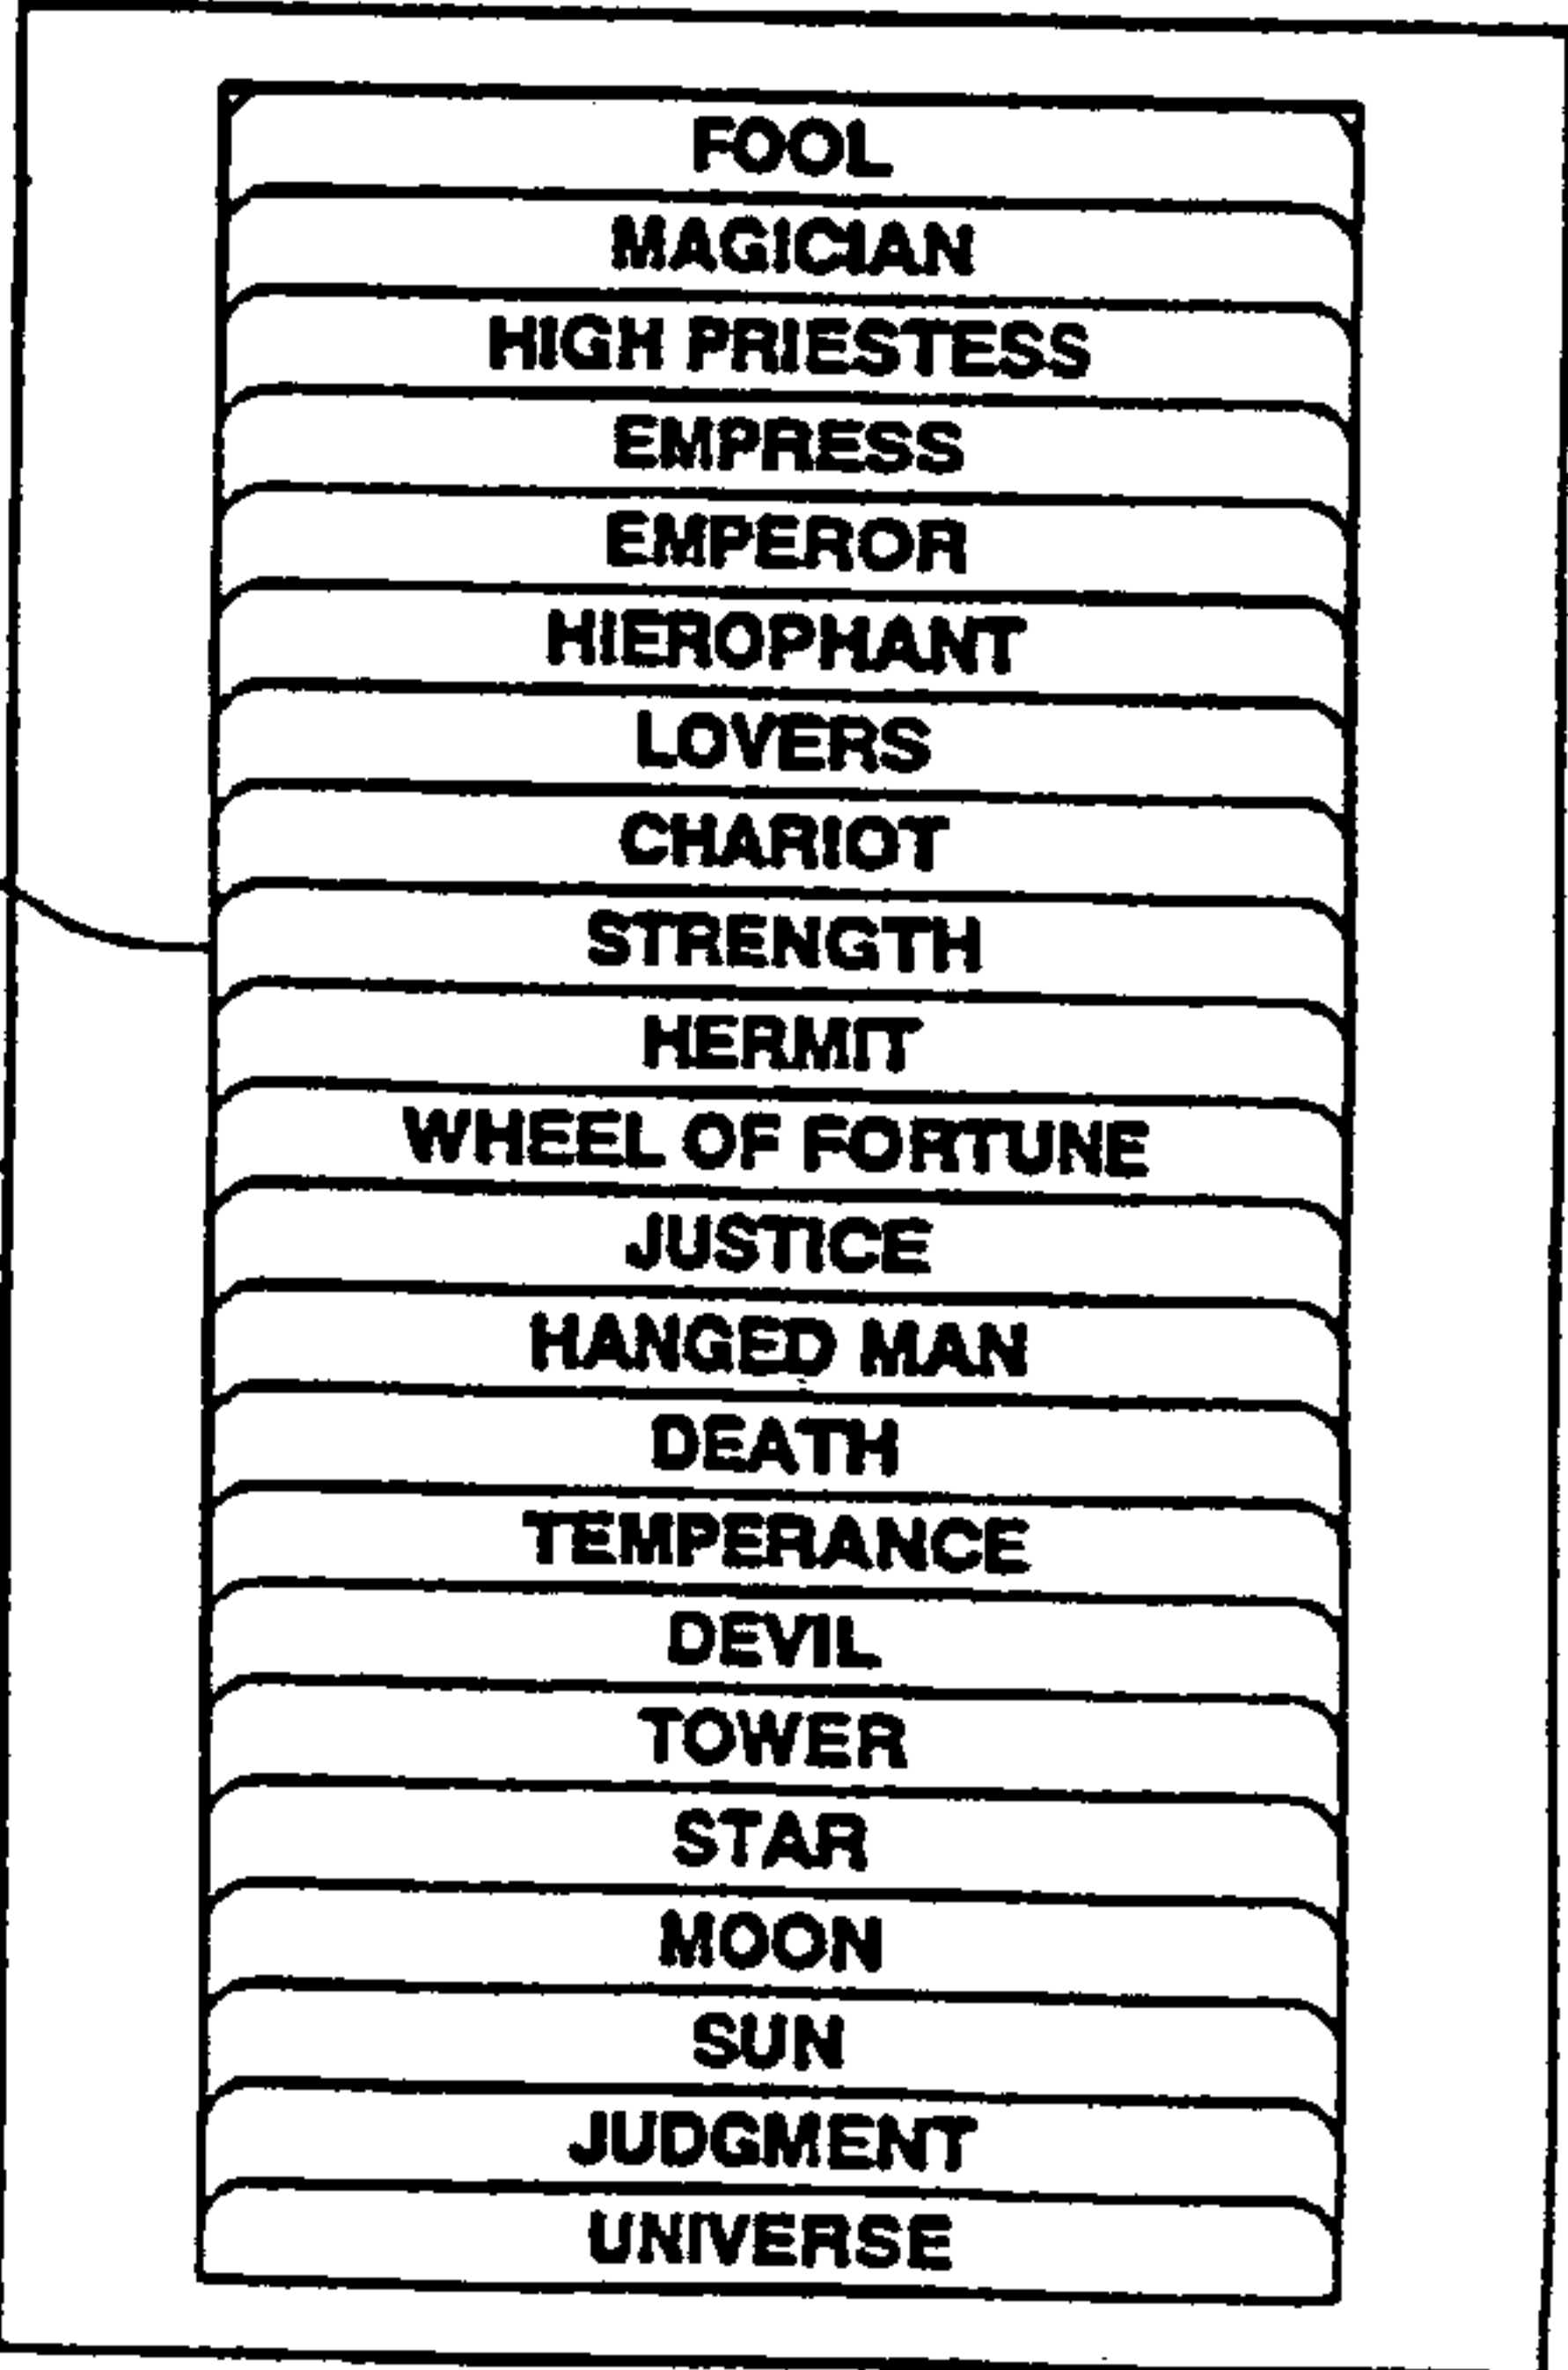 FOOL
MAGICIAN
HIGH PRIESTESS
EMPRESS
EMPEROR
HIEROPHANT
LOVERS
CHARIOT
STRENGTH
HERMIT
WHEEL OF FORTUNE
JUSTICE
HANGED MAN
DEATH
TEMPERANCE
DEVIL
TOWER
STAR
MOON
SUN
JUDGMENT
UNIVERSE